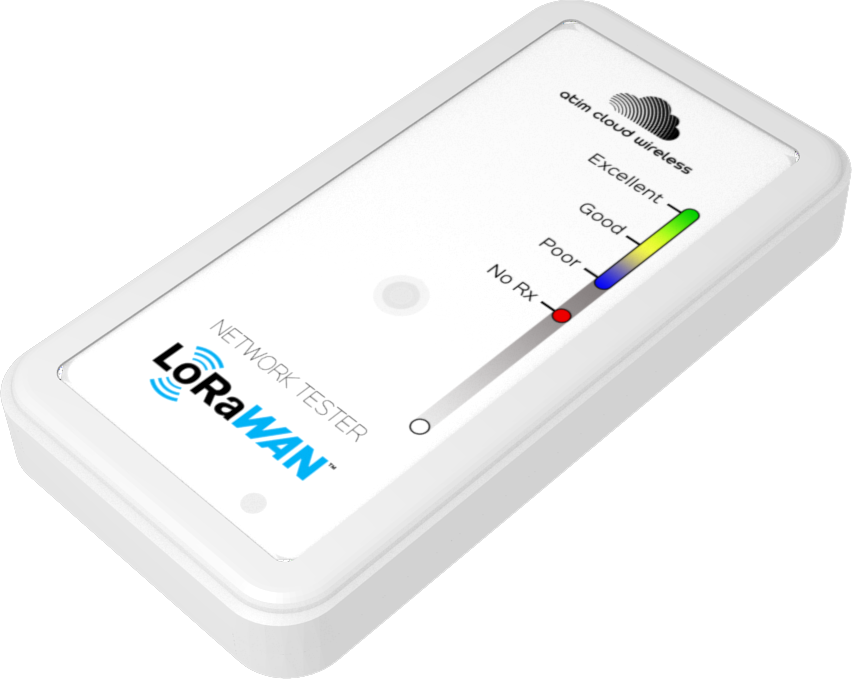 atim cloud wireless
Excellent
Good
Poor
No Rx
NETWORK TESTER
LoRaWAN™